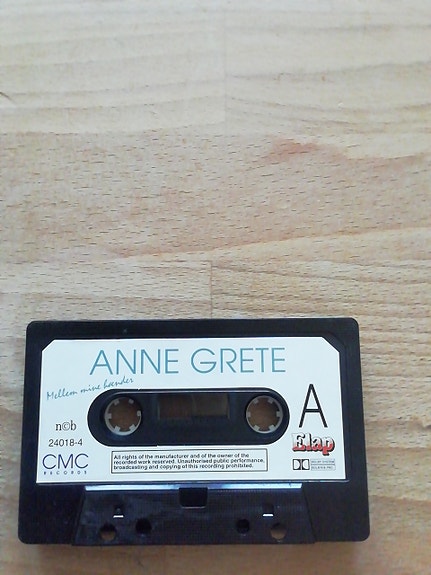 ANNE GRETE
Mellem mine hænder
A
n©b
24018-4
Elap
CMC
RECORDS
All rights of the manufacturer and of the owner of the
recorded work reserved. Unauthorised public performance,
broadcasting and copying of this recording prohibited.